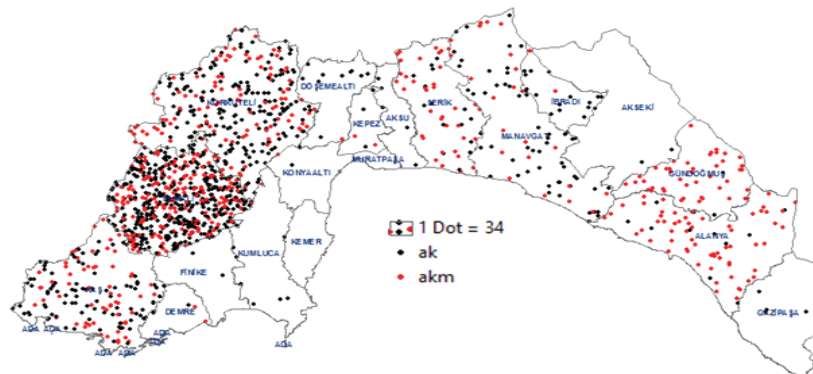 KORKUTELİ
DÖŞEMEALTI
KEPEZ
AKSU
SERİK
MANAVGAT
İBRADI
AKSEKİ
MURATPAŞA
KONYAALTI
GÜNDOĞMUŞ
ALANYA
GAZİPAŞA
KUMLUCA
KEMER
FİNİKE
DEMRE
KAŞ
ADA ADA
ADA ADA
ADA
ADA
ADA
1 Dot = 34
ak
akm